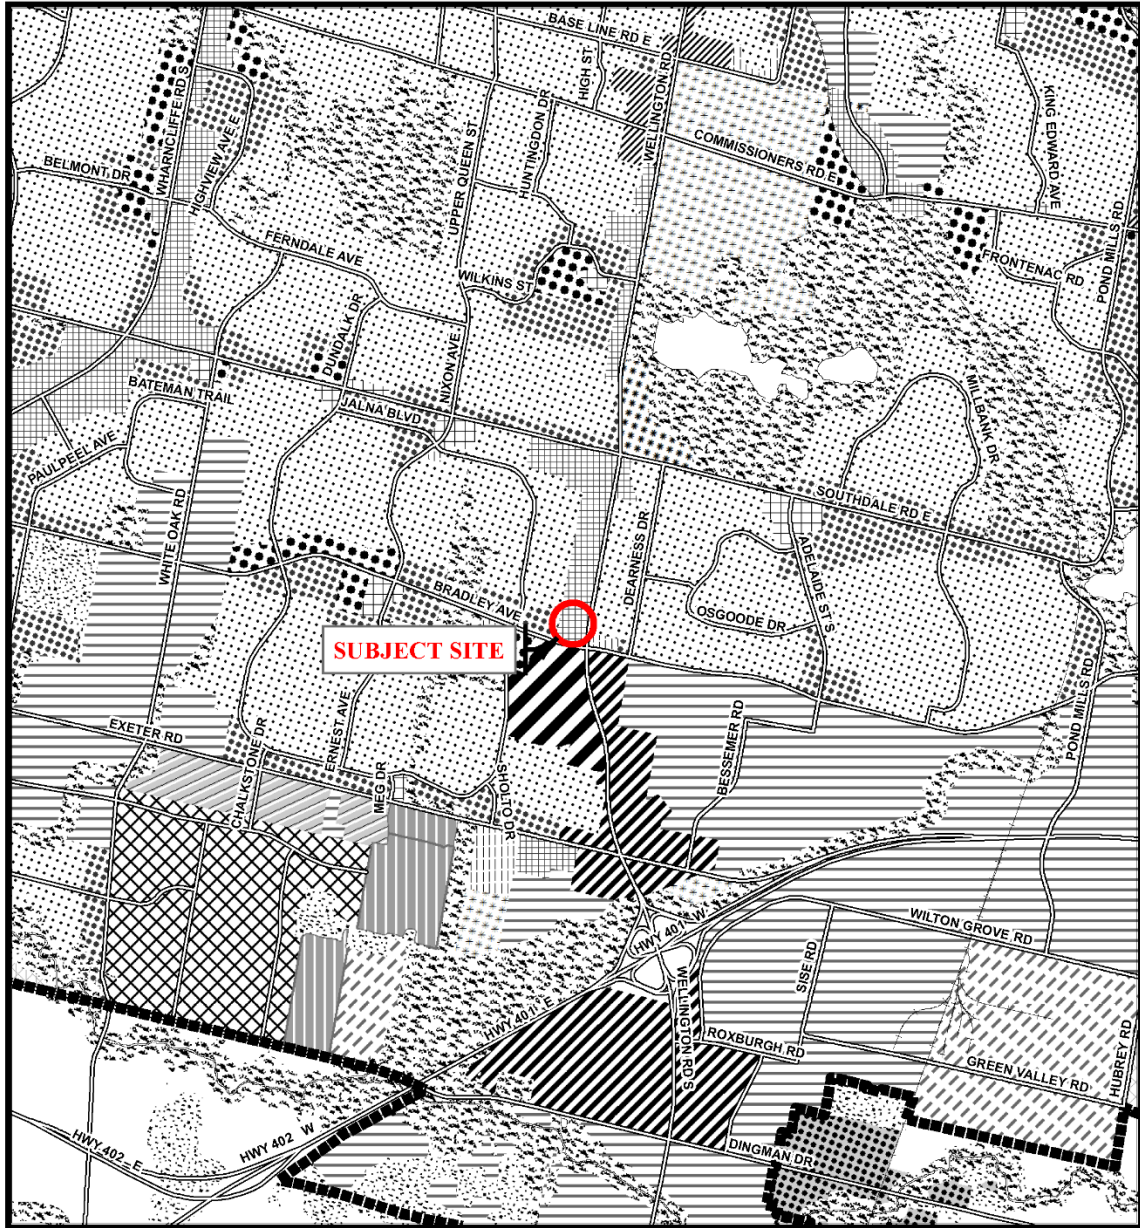 BASE LINE RD E
HIGH ST
WELLINGTON RD
KING EDWARD AVE
WHARNCLIFFE RD S
HIGHVIEW AVE E
UPPER QUEEN ST
HUNTINGDON DR
COMMISSIONERS RD E
BELMONT DR
POND MILLS RD
FERNDALE AVE
FRONTENAC RD
WILKINS ST
DUNDALK DR
NIXON AVE
BATEMAN TRAIL
JALNA BLVD
MILLBANK DR
PAULPEEL AVE
WHITE OAK RD
SOUTHDALE RD E
DEARNESS DR
ADELAIDE ST S
BRADLEY AVE
OSGOODE DR
SUBJECT SITE
EXETER RD
CHALKSTONE DR
ERNEST AVE
MEG DR
SHOLTO DR
BESSEMER RD
POND MILLS RD
HWY 401 W
WILTON GROVE RD
SISE RD
HWY 401 E
WELLINGTON RD S
ROXBURGH RD
GREEN VALLEY RD
HUBREY RD
HWY 402 E
HWY 402 W
DINGMAN DR